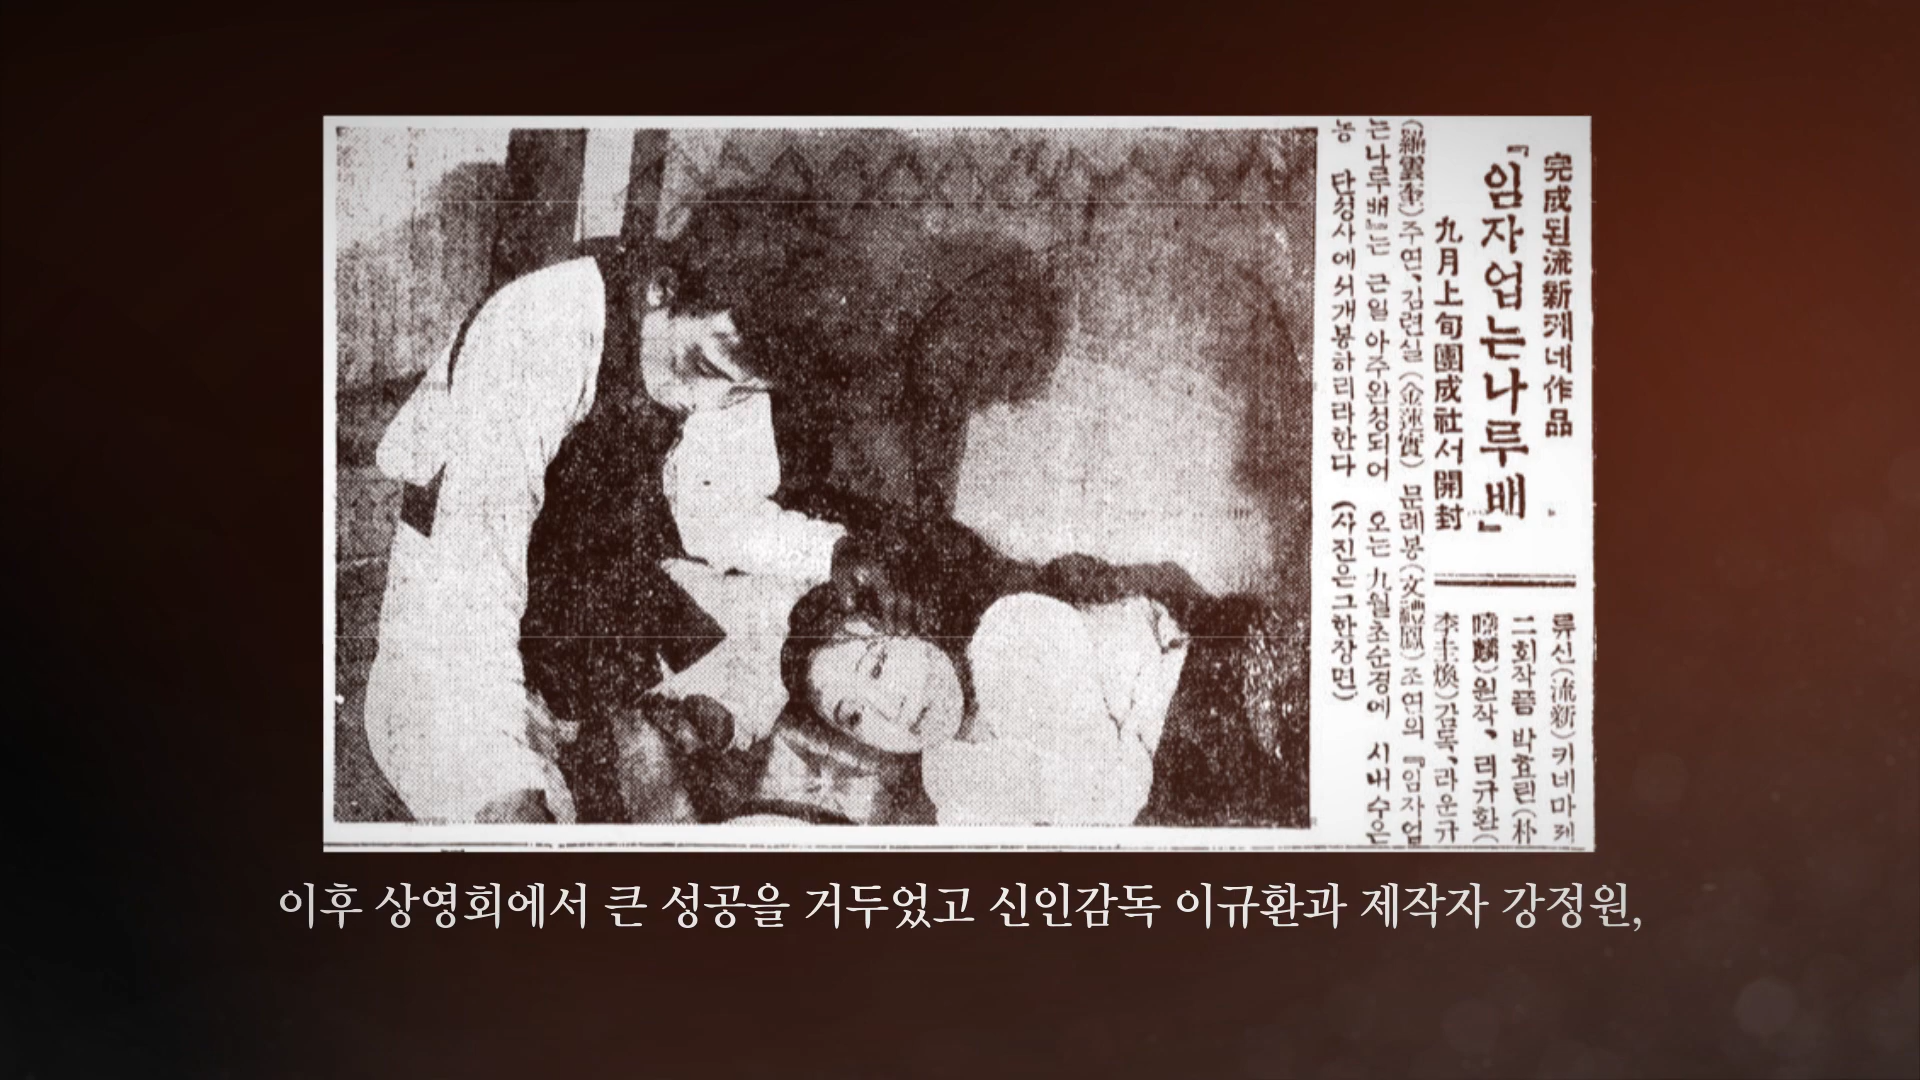 完成된流新키네作品
『임자업는나루배』
九月上旬團成社서開封
류신(流新)키네마제
二회작품 박효린(朴
曉麟)원작、리규환(
李圭煥)감독、라운규
(羅雲奎)주연、김련실(金蓮實) 문례봉(文禮鳳)조연의 『임자업
는나루배』는 근일 아주완성되어 오는 九월초순경에 시내수은
동 단성사에서개봉하리라한다 (사진은그한장면)
이후 상영회에서 큰 성공을 거두었고 신인감독 이규환과 제작자 강정원,